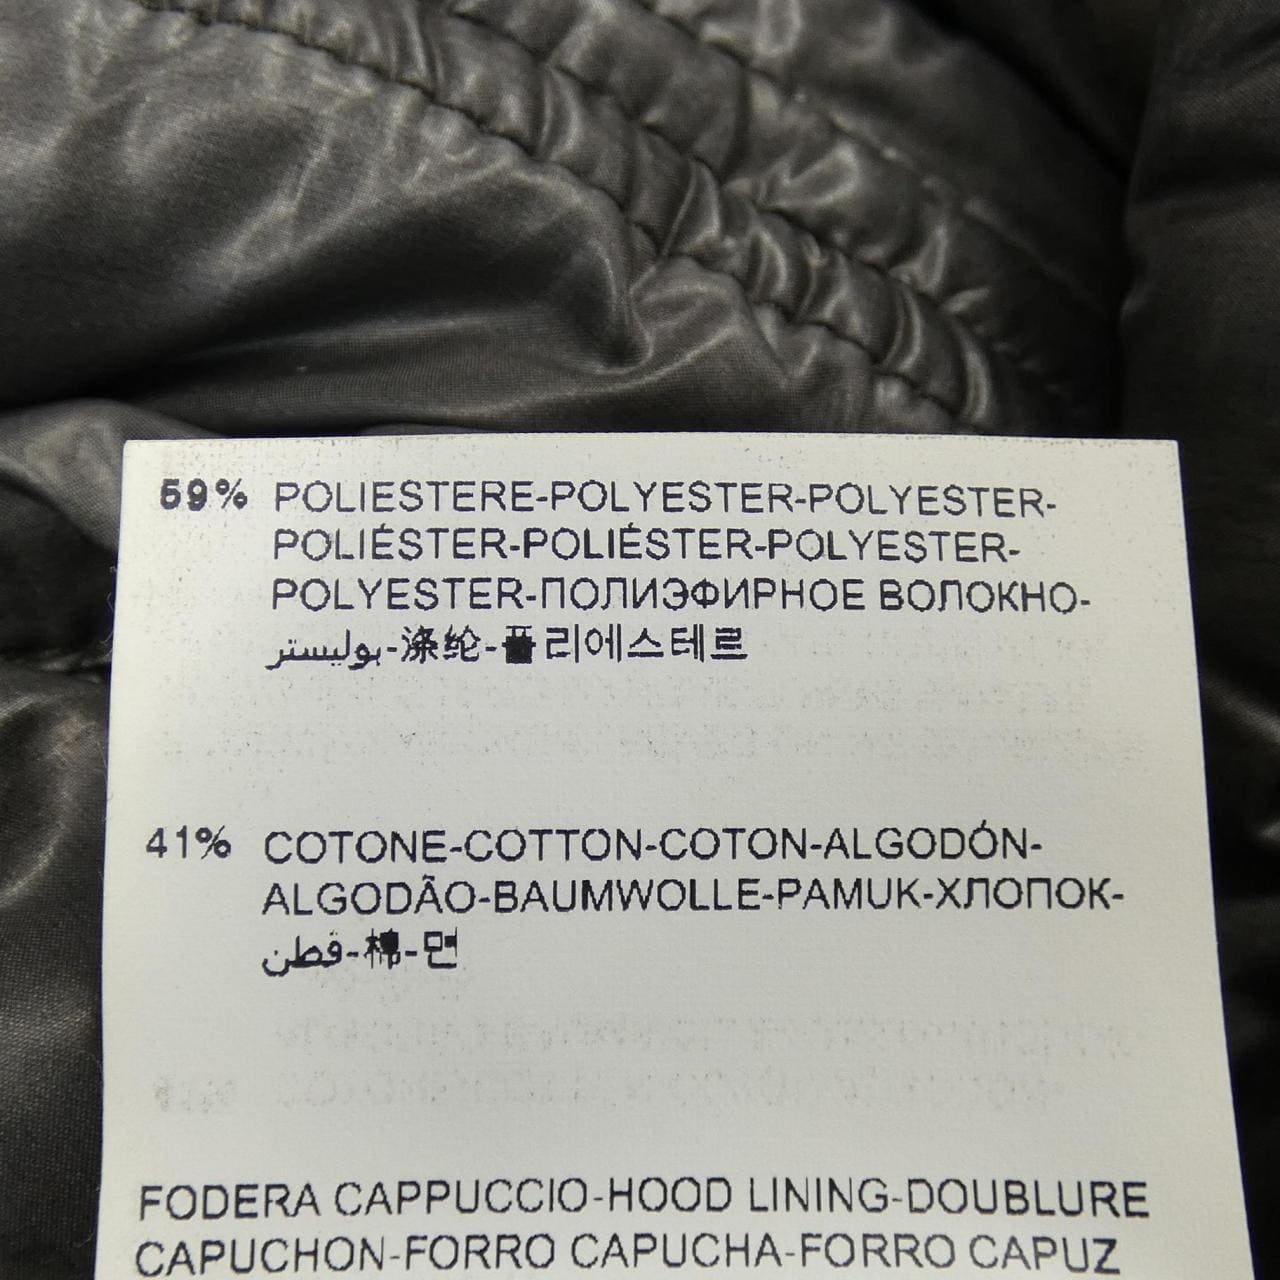 59% POLIESTERE-POLYESTER-POLYESTER-
POLIÉSTER-POLIÉSTER-POLYESTER-
POLYESTER-ПОЛИЭФИРНОЕ ВОЛОКНО-
بوليستر-涤纶-폴리에스테르
41% COTONE-COTTON-COTON-ALGODÓN-
ALGODÃO-BAUMWOLLE-PAMUK-ХЛОПОК-
قطن-棉-면
FODERA CAPPUCCIO-HOOD LINING-DOUBLURE
CAPUCHON-FORRO CAPUCHA-FORRO CAPUZ